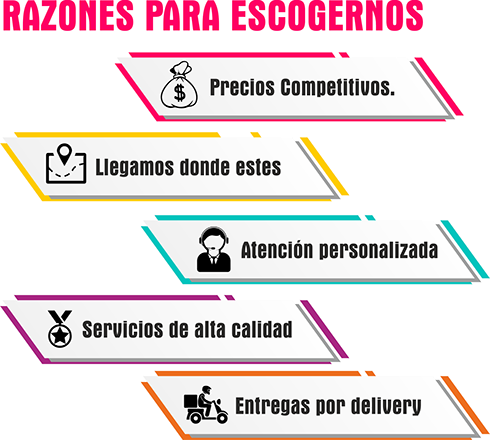 RAZONES PARA ESCOGERNOS
Precios Competitivos.
Llegamos donde estes
Atención personalizada
Servicios de alta calidad
Entregas por delivery